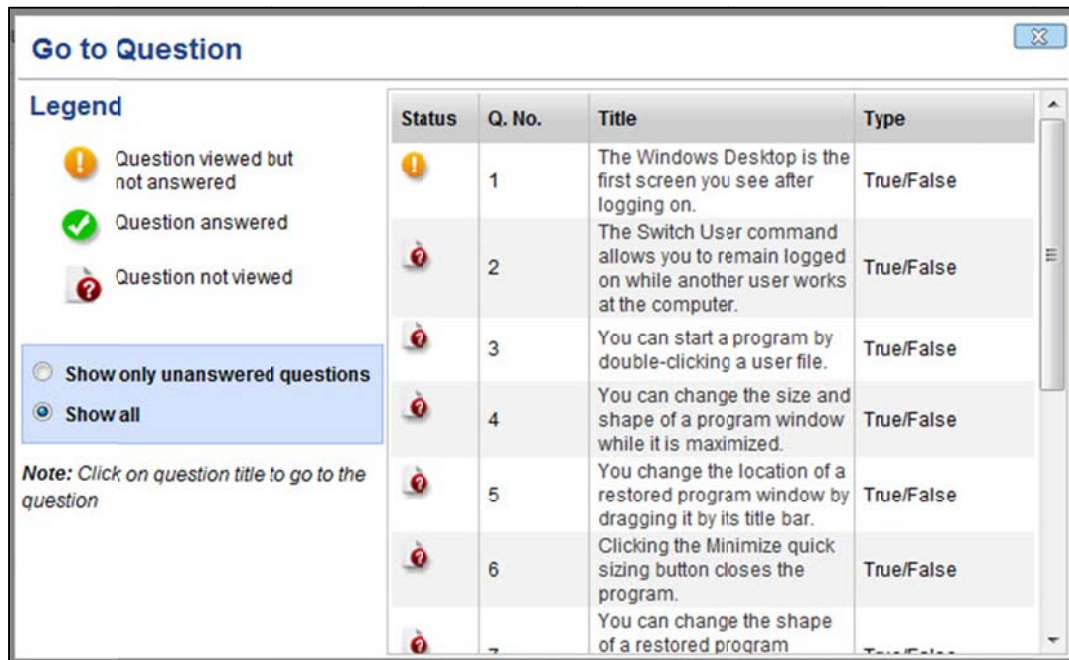 Go to Question
Legend
Question viewed but
not answered
Question answered
Question not viewed
Show only unanswered questions
Show all
Note: Click on question title to go to the
question
Status Q. No. Title Type
1 The Windows Desktop is the
first screen you see after
logging on. True/False
2 The Switch User command
allows you to remain logged
on while another user works
at the computer. True/False
3 You can start a program by
double-clicking a user file. True/False
4 You can change the size and
shape of a program window
while it is maximized. True/False
5 You change the location of a
restored program window by
dragging it by its title bar. True/False
6 Clicking the Minimize quick
sizing button closes the
program. True/False
You can change the shape
of a restored program